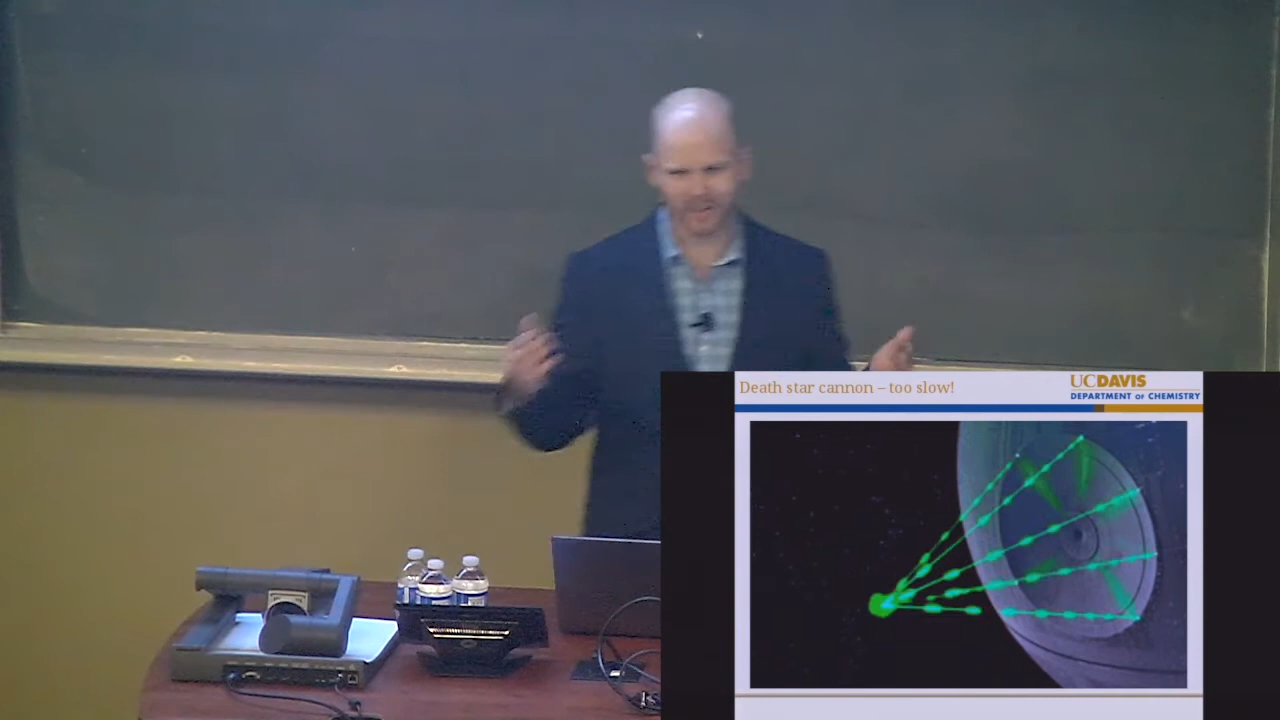 Death star cannon – too slow!
UCDAVIS
DEPARTMENT OF CHEMISTRY